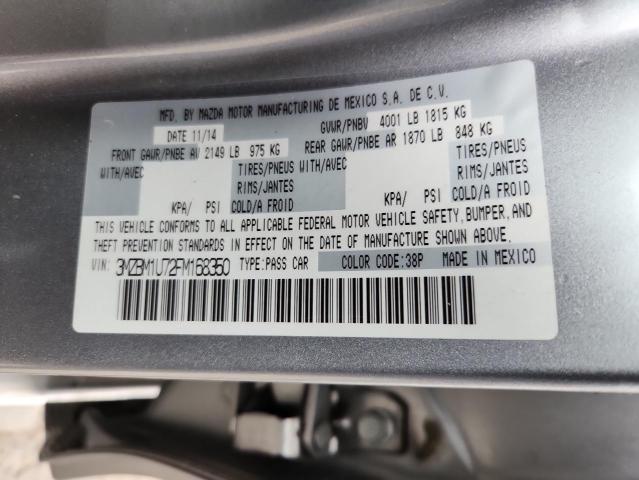 MFD. BY MAZDA MOTOR MANUFACTURING DE MEXICO S.A. DE C.V.
DATE 11/14 GVWR/PNBV 4001 LB 1815 KG
FRONT GAWR/PNBE AV 2149 LB 975 KG REAR GAWR/PNBE AR 1870 LB 848 KG
WITH/AVEC TIRES/PNEUS WITH/AVEC TIRES/PNEUS
RIMS/JANTES RIMS/JANTES
KPA/ PSI COLD/A FROID KPA/ PSI COLD/A FROID
THIS VEHICLE CONFORMS TO ALL APPLICABLE FEDERAL MOTOR VEHICLE SAFETY, BUMPER, AND
THEFT PREVENTION STANDARDS IN EFFECT ON THE DATE OF MANUFACTURE SHOWN ABOVE.
VIN: 3MZBM1U72FM168350 TYPE:PASS CAR COLOR CODE:38P MADE IN MEXICO